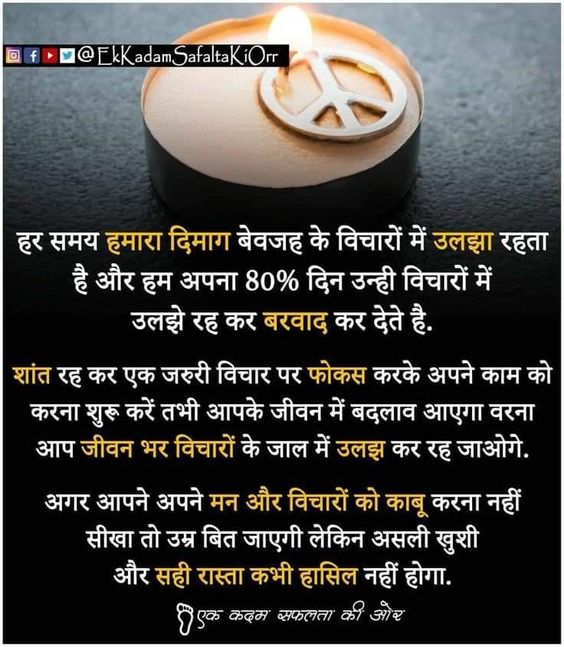 @EkKadamSafaltaKiOrr
हर समय हमारा दिमाग बेवजह के विचारों में उलझा रहता
है और हम अपना 80% दिन उन्ही विचारों में
उलझे रह कर बरवाद कर देते है.
शांत रह कर एक जरुरी विचार पर फोकस करके अपने काम को
करना शुरू करें तभी आपके जीवन में बदलाव आएगा वरना
आप जीवन भर विचारों के जाल में उलझ कर रह जाओगे.
अगर आपने अपने मन और विचारों को काबू करना नहीं
सीखा तो उम्र बित जाएगी लेकिन असली खुशी
और सही रास्ता कभी हासिल नहीं होगा.
एक कदम सफलता की ओर